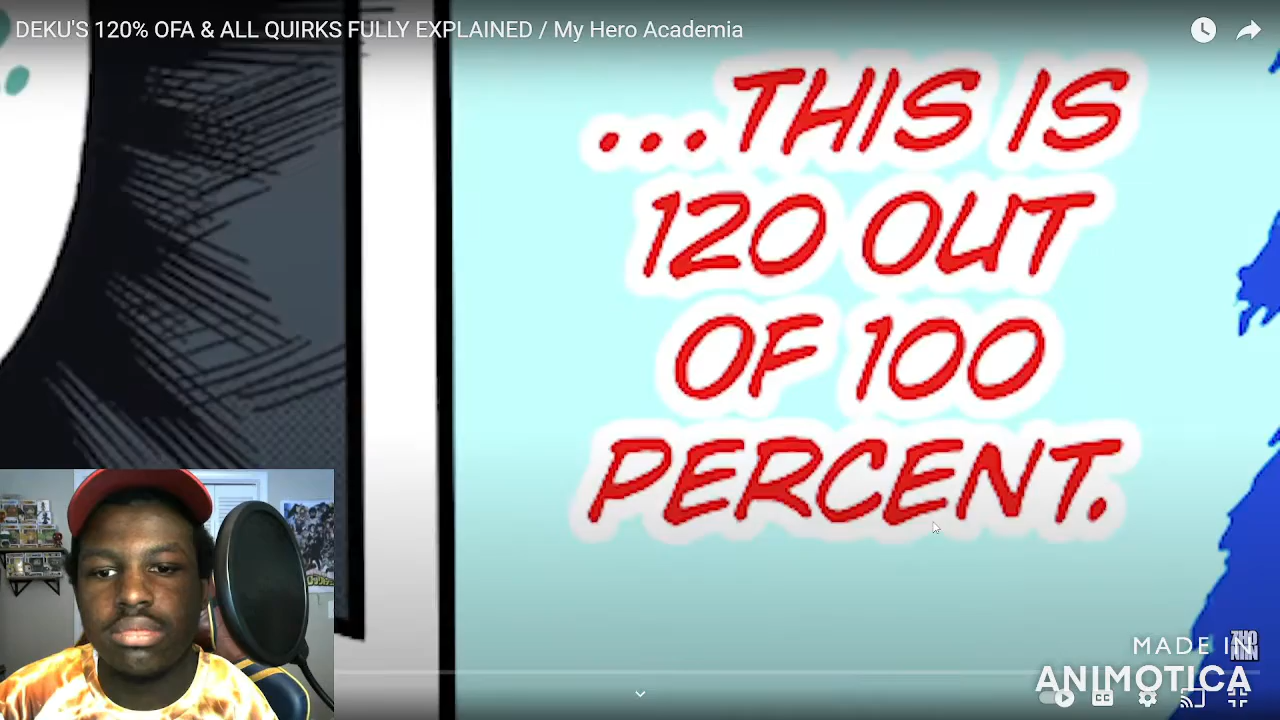 DEKU'S 120% OFA & ALL QUIRKS FULLY EXPLAINED / My Hero Academia
...THIS IS
120 OUT
OF 100
PERCENT.
MADE IN
ANIMOTICA
CC